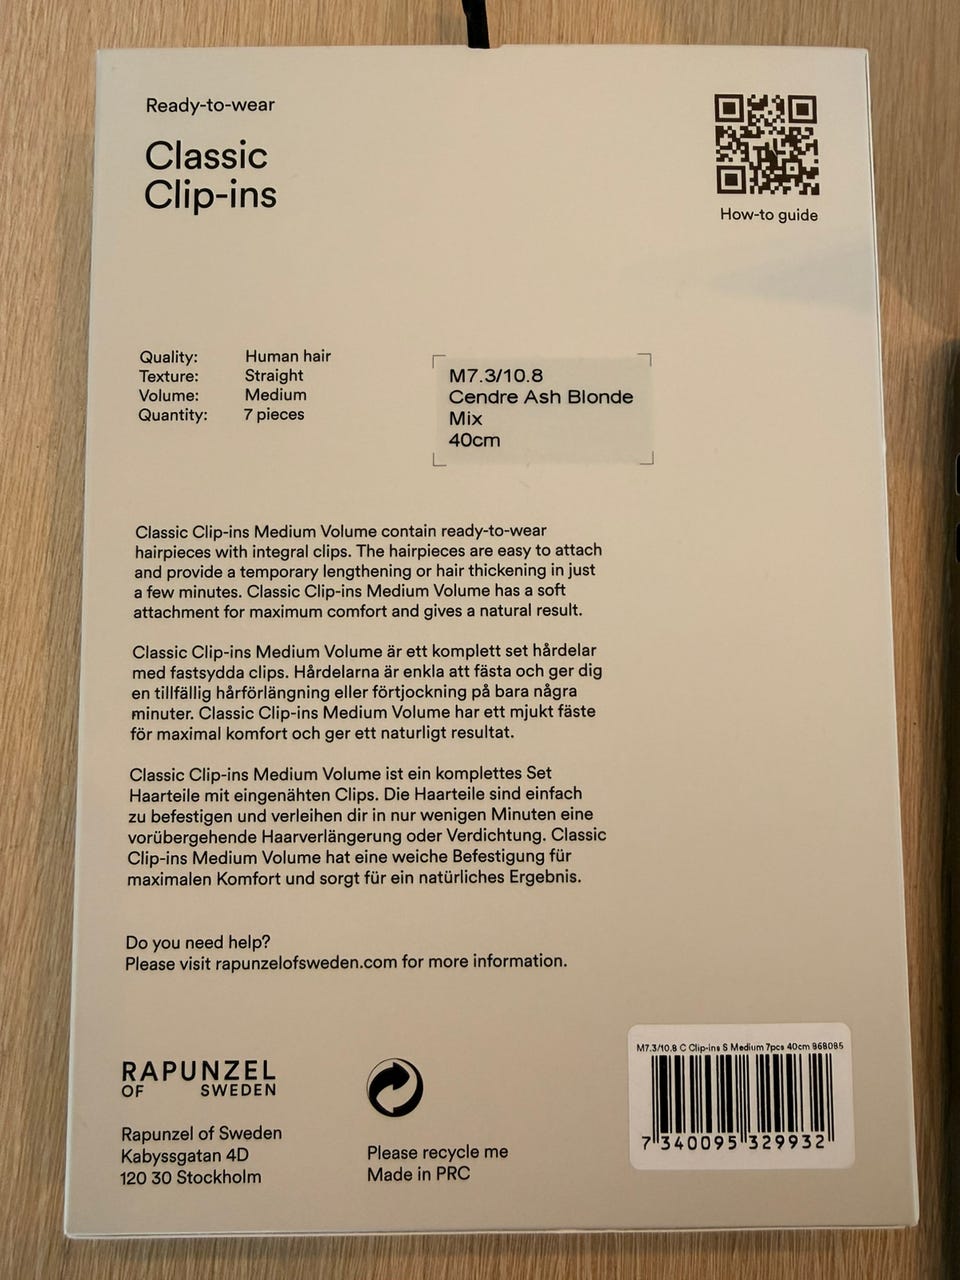 Ready-to-wear
Classic
Clip-ins
How-to guide
Quality: Human hair
Texture: Straight
Volume: Medium
Quantity: 7 pieces
M7.3/10.8
Cendre Ash Blonde
Mix
40cm
Classic Clip-ins Medium Volume contain ready-to-wear
hairpieces with integral clips. The hairpieces are easy to attach
and provide a temporary lengthening or hair thickening in just
a few minutes. Classic Clip-ins Medium Volume has a soft
attachment for maximum comfort and gives a natural result.
Classic Clip-ins Medium Volume är ett komplett set hårdelar
med fastsydda clips. Hårdelarna är enkla att fästa och ger dig
en tillfällig hårförlängning eller förtjockning på bara några
minuter. Classic Clip-ins Medium Volume har ett mjukt fäste
för maximal komfort och ger ett naturligt resultat.
Classic Clip-ins Medium Volume ist ein komplettes Set
Haarteile mit eingenähten Clips. Die Haarteile sind einfach
zu befestigen und verleihen dir in nur wenigen Minuten eine
vorübergehende Haarverlängerung oder Verdichtung. Classic
Clip-ins Medium Volume hat eine weiche Befestigung für
maximalen Komfort und sorgt für ein natürliches Ergebnis.
Do you need help?
Please visit rapunzelofsweden.com for more information.
RAPUNZEL
OF SWEDEN
Rapunzel of Sweden
Kabyssgatan 4D
120 30 Stockholm
Please recycle me
Made in PRC
M7.3/10.8 C Clip-ins S Medium 7pcs 40cm 968085
7 340095 329932